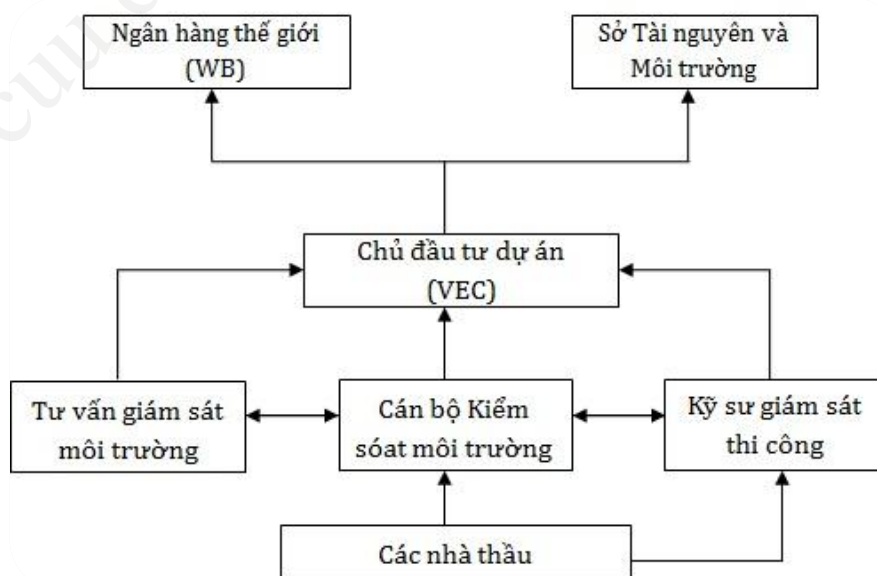 Ngân hàng thế giới
(WB)
Sở Tài nguyên và
Môi trường
Chủ đầu tư dự án
(VEC)
Tư vấn giám sát
môi trường
Cán bộ Kiểm
sóat môi trường
Kỹ sư giám sát
thi công
Các nhà thầu